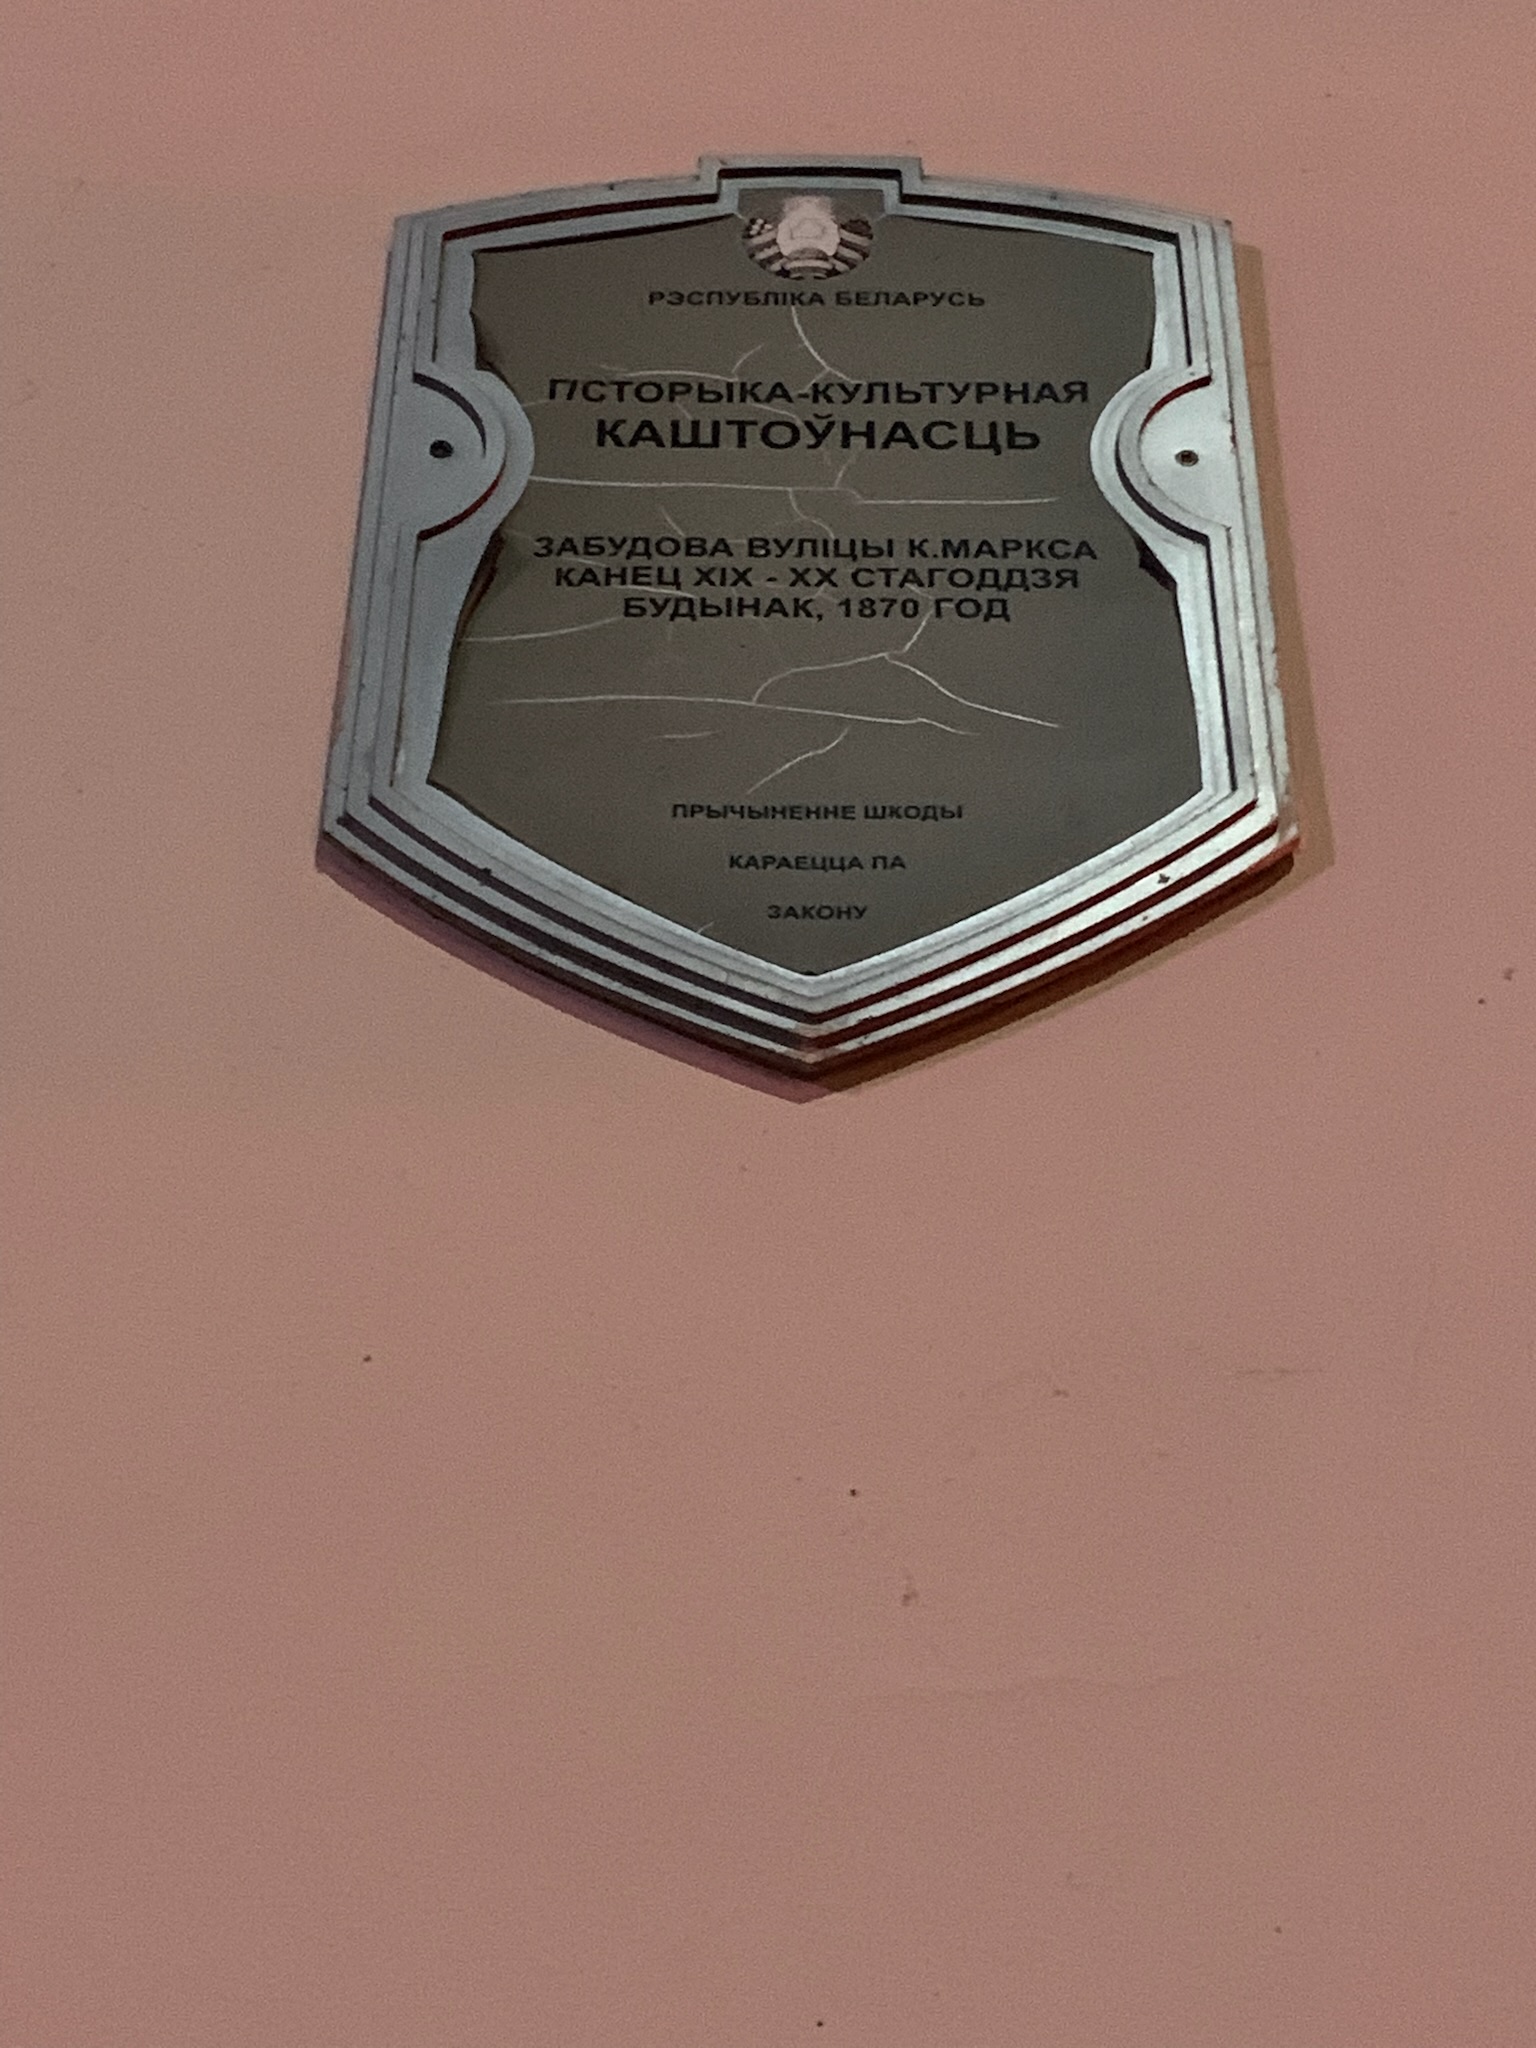 РЭСПУБЛІКА БЕЛАРУСЬ
ГІСТОРЫКА-КУЛЬТУРНАЯ
КАШТОЎНАСЦЬ
ЗАБУДОВА ВУЛІЦЫ К.МАРКСА
КАНЕЦ XIX - XX СТАГОДДЗЯ
БУДЫНАК, 1870 ГОД
ПРЫЧЫНЕННЕ ШКОДЫ
КАРАЕЦЦА ПА
ЗАКОНУ